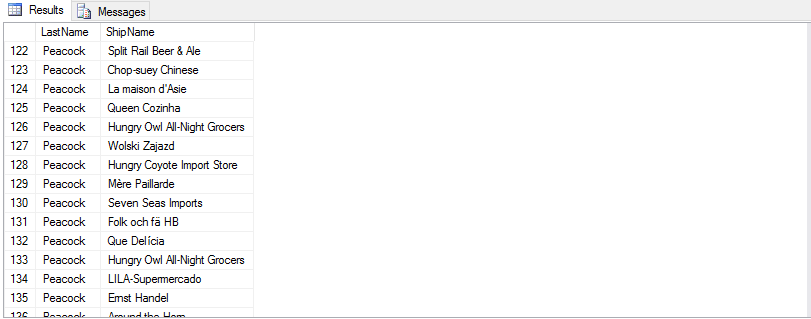 Results Messages
LastName ShipName
122 Peacock Split Rail Beer & Ale
123 Peacock Chop-suey Chinese
124 Peacock La maison d'Asie
125 Peacock Queen Cozinha
126 Peacock Hungry Owl All-Night Grocers
127 Peacock Wolski Zajazd
128 Peacock Hungry Coyote Import Store
129 Peacock Mère Paillarde
130 Peacock Seven Seas Imports
131 Peacock Folk och fä HB
132 Peacock Que Delícia
133 Peacock Hungry Owl All-Night Grocers
134 Peacock LILA-Supermercado
135 Peacock Ernst Handel
136 Peacock Around the Horn